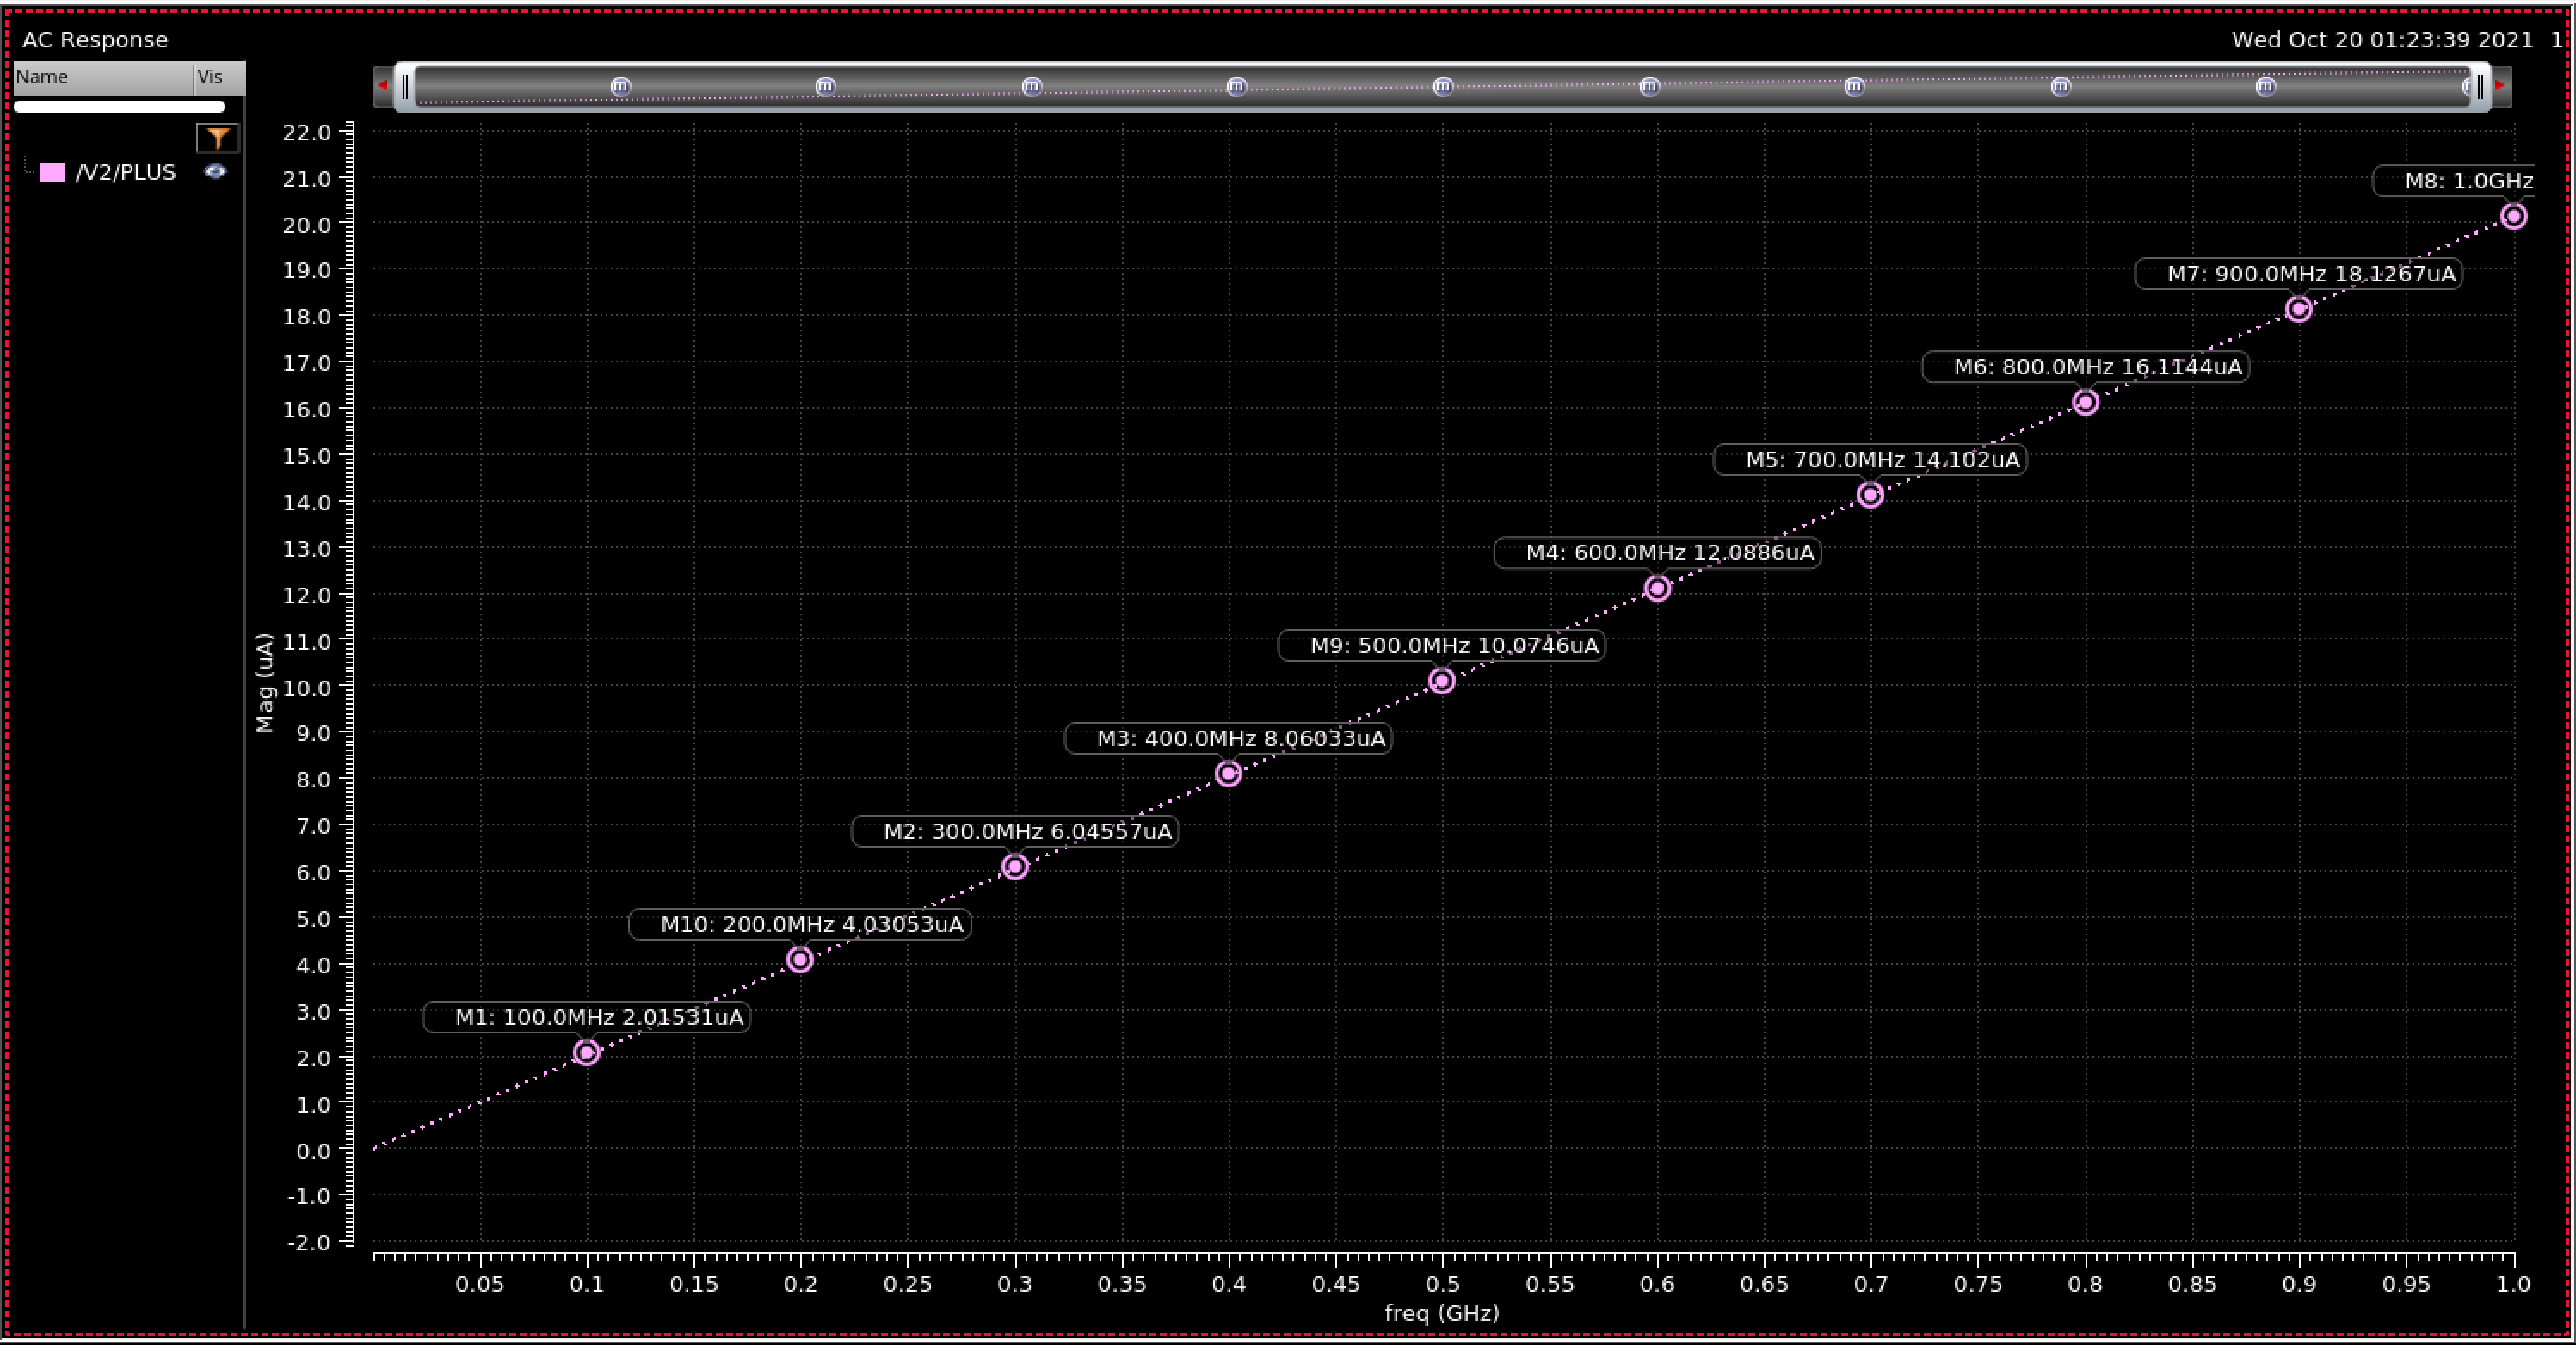 AC Response
Wed Oct 20 01:23:39 2021 1
Name Vis
/V2/PLUS
22.0
21.0
20.0
19.0
18.0
17.0
16.0
15.0
14.0
13.0
12.0
11.0
10.0
9.0
8.0
7.0
6.0
5.0
4.0
3.0
2.0
1.0
0.0
-1.0
-2.0
Mag (uA)
M8: 1.0GHz
M7: 900.0MHz 18.1267uA
M6: 800.0MHz 16.1144uA
M5: 700.0MHz 14.102uA
M4: 600.0MHz 12.0886uA
M9: 500.0MHz 10.0746uA
M3: 400.0MHz 8.06033uA
M2: 300.0MHz 6.04557uA
M10: 200.0MHz 4.03053uA
M1: 100.0MHz 2.01531uA
0.05 0.1 0.15 0.2 0.25 0.3 0.35 0.4 0.45 0.5 0.55 0.6 0.65 0.7 0.75 0.8 0.85 0.9 0.95 1.0
freq (GHz)